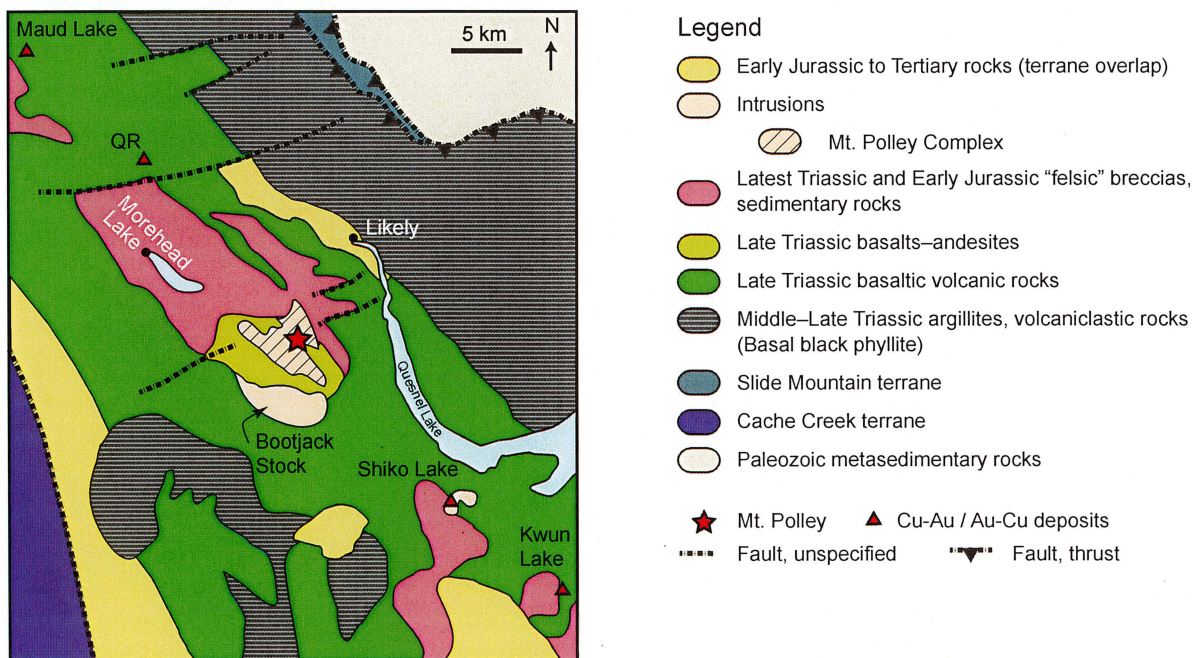 Maud Lake
5 km
N
QR
Morehead
Lake
Likely
Quesnel Lake
Bootjack
Stock
Shiko Lake
Kwun
Lake
Legend
Early Jurassic to Tertiary rocks (terrane overlap)
Intrusions
Mt. Polley Complex
Latest Triassic and Early Jurassic “felsic” breccias,
sedimentary rocks
Late Triassic basalts–andesites
Late Triassic basaltic volcanic rocks
Middle–Late Triassic argillites, volcaniclastic rocks
(Basal black phyllite)
Slide Mountain terrane
Cache Creek terrane
Paleozoic metasedimentary rocks
Mt. Polley
Cu-Au / Au-Cu deposits
Fault, unspecified
Fault, thrust